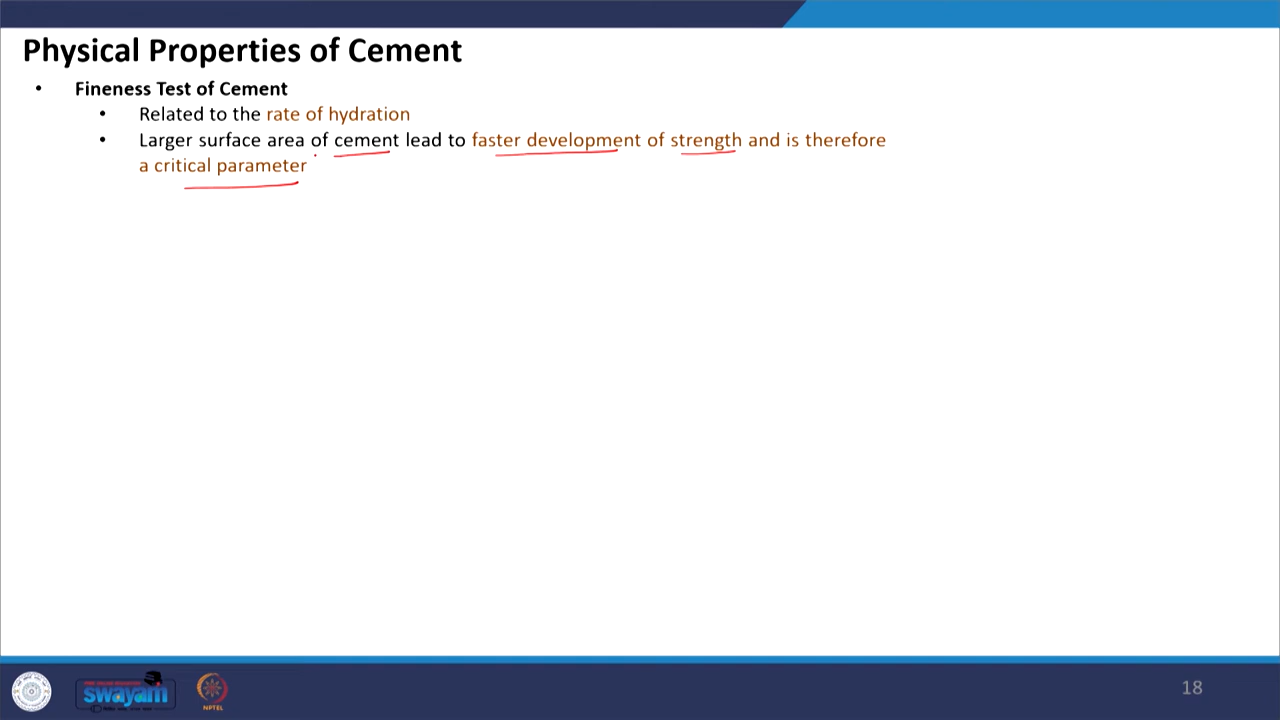 Physical Properties of Cement
• Fineness Test of Cement
• Related to the rate of hydration
• Larger surface area of cement lead to faster development of strength and is therefore
a critical parameter
swayam
NPTEL
18